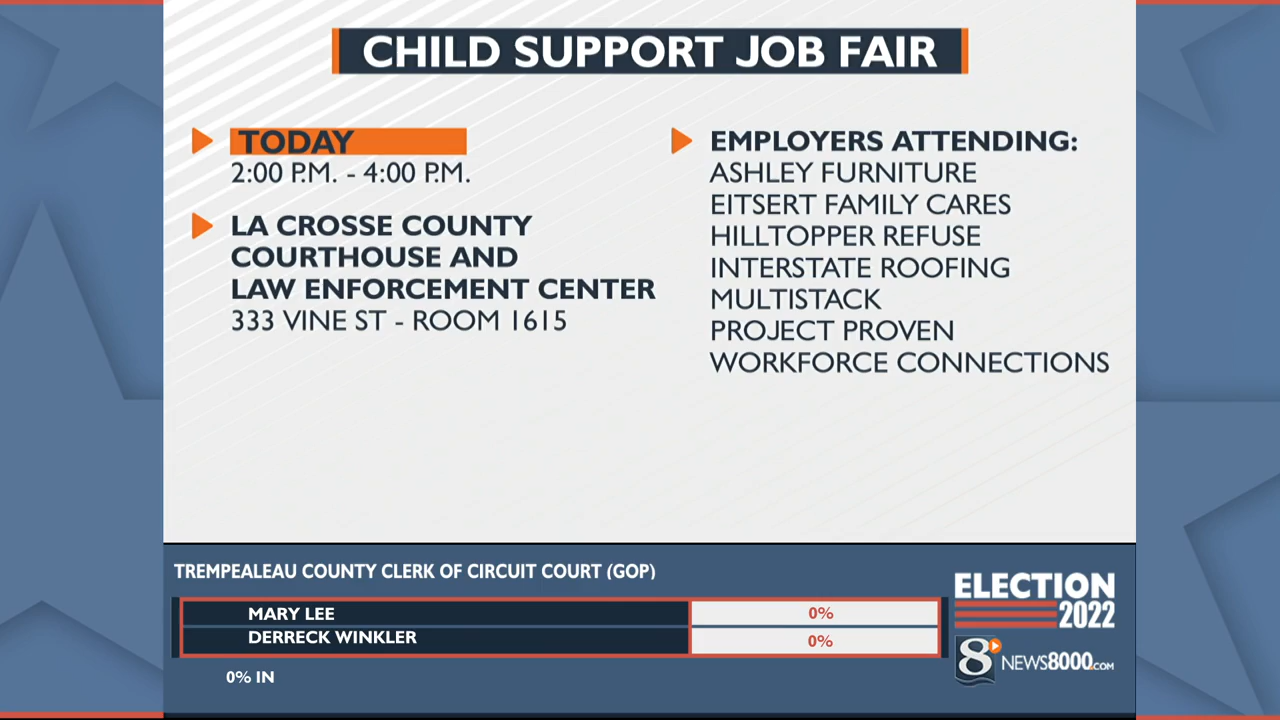 CHILD SUPPORT JOB FAIR
TODAY
2:00 P.M. - 4:00 P.M.
LA CROSSE COUNTY
COURTHOUSE AND
LAW ENFORCEMENT CENTER
333 VINE ST - ROOM 1615
EMPLOYERS ATTENDING:
ASHLEY FURNITURE
EITSERT FAMILY CARES
HILLTOPPER REFUSE
INTERSTATE ROOFING
MULTISTACK
PROJECT PROVEN
WORKFORCE CONNECTIONS
TREMPEALEAU COUNTY CLERK OF CIRCUIT COURT (GOP)
MARY LEE 0%
DERRECK WINKLER 0%
0% IN
ELECTION
2022
8 NEWS8000.COM